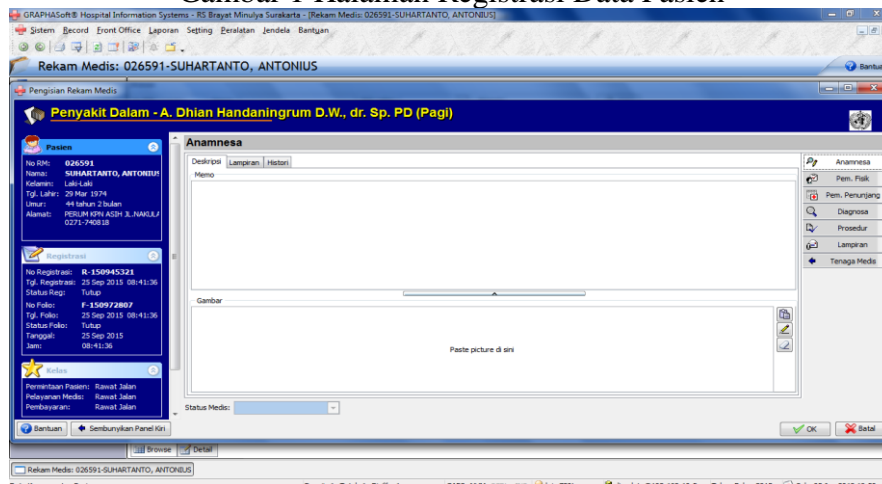 Gambar 1 Halaman Registrasi Data Pasien
GRAPHASoft® Hospital Information Systems - RS Brayat Minulya Surakarta - [Rekam Medis: 026591-SUHARTANTO, ANTONIUS]
Sistem Record Front Office Laporan Setting Peralatan Jendela Bantuan
Rekam Medis: 026591-SUHARTANTO, ANTONIUS
Bantua
Pengisian Rekam Medis
Penyakit Dalam - A. Dhian Handaningrum D.W., dr. Sp. PD (Pagi)
Pasien
No RM: 026591
Nama: SUHARTANTO, ANTONIUS
Kelamin: Laki-Laki
Tgl. Lahir: 29 Mar 1974
Umur: 44 tahun 2 bulan
Alamat: PERUM KPN ASIH JL.NAKULA
0271-740818
Registrasi
No Registrasi: R-150945321
Tgl. Registrasi: 25 Sep 2015 08:41:36
Status Reg: Tutup
No Folio: F-150972807
Tgl. Folio: 25 Sep 2015 08:41:36
Status Folio: Tutup
Tanggal: 25 Sep 2015
Jam: 08:41:36
Kelas
Permintaan Pasien: Rawat Jalan
Pelayanan Medis: Rawat Jalan
Pembayaran: Rawat Jalan
Anamnesa
Deskripsi Lampiran Histori
Memo
Gambar
Paste picture di sini
Status Medis:
Anamnesa
Pem. Fisik
Pem. Penunjang
Diagnosa
Prosedur
Lampiran
Tenaga Medis
Bantuan Sembunyikan Panel Kiri
OK Batal
Browse Detail
Rekam Medis: 026591-SUHARTANTO, ANTONIUS